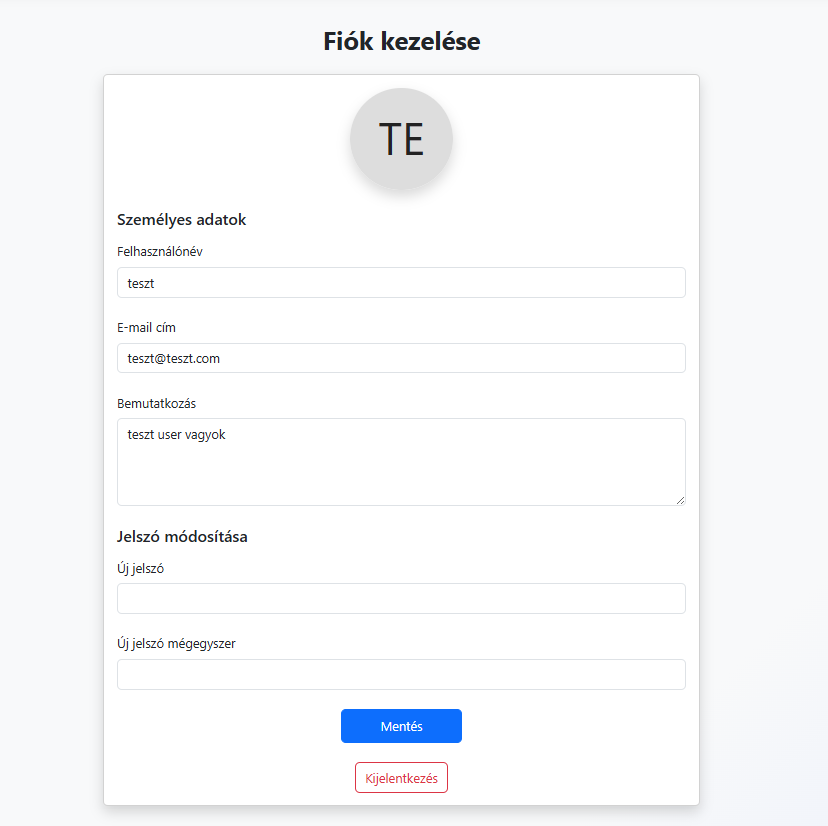 Fiók kezelése
TE
Személyes adatok
Felhasználónév
teszt
E-mail cím
teszt@teszt.com
Bemutatkozás
teszt user vagyok
Jelszó módosítása
Új jelszó
Új jelszó mégegyszer
Mentés
Kijelentkezés